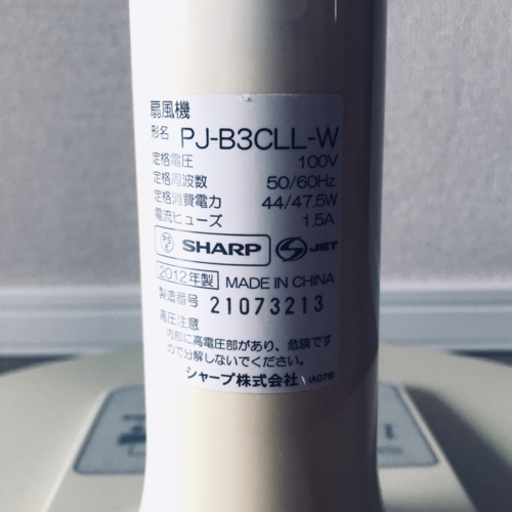 扇風機
形名 PJ-B3CLL-W
定格電圧 100V
定格周波数 50/60Hz
定格消費電力 44/47.5W
電流ヒューズ 1.5A
PS E SHARP S JET
2012年製 MADE IN CHINA
製造番号 21073213
高圧注意
内部に高電圧部があり、危険です
ので分解しないでください。
シャープ株式会社 IA076